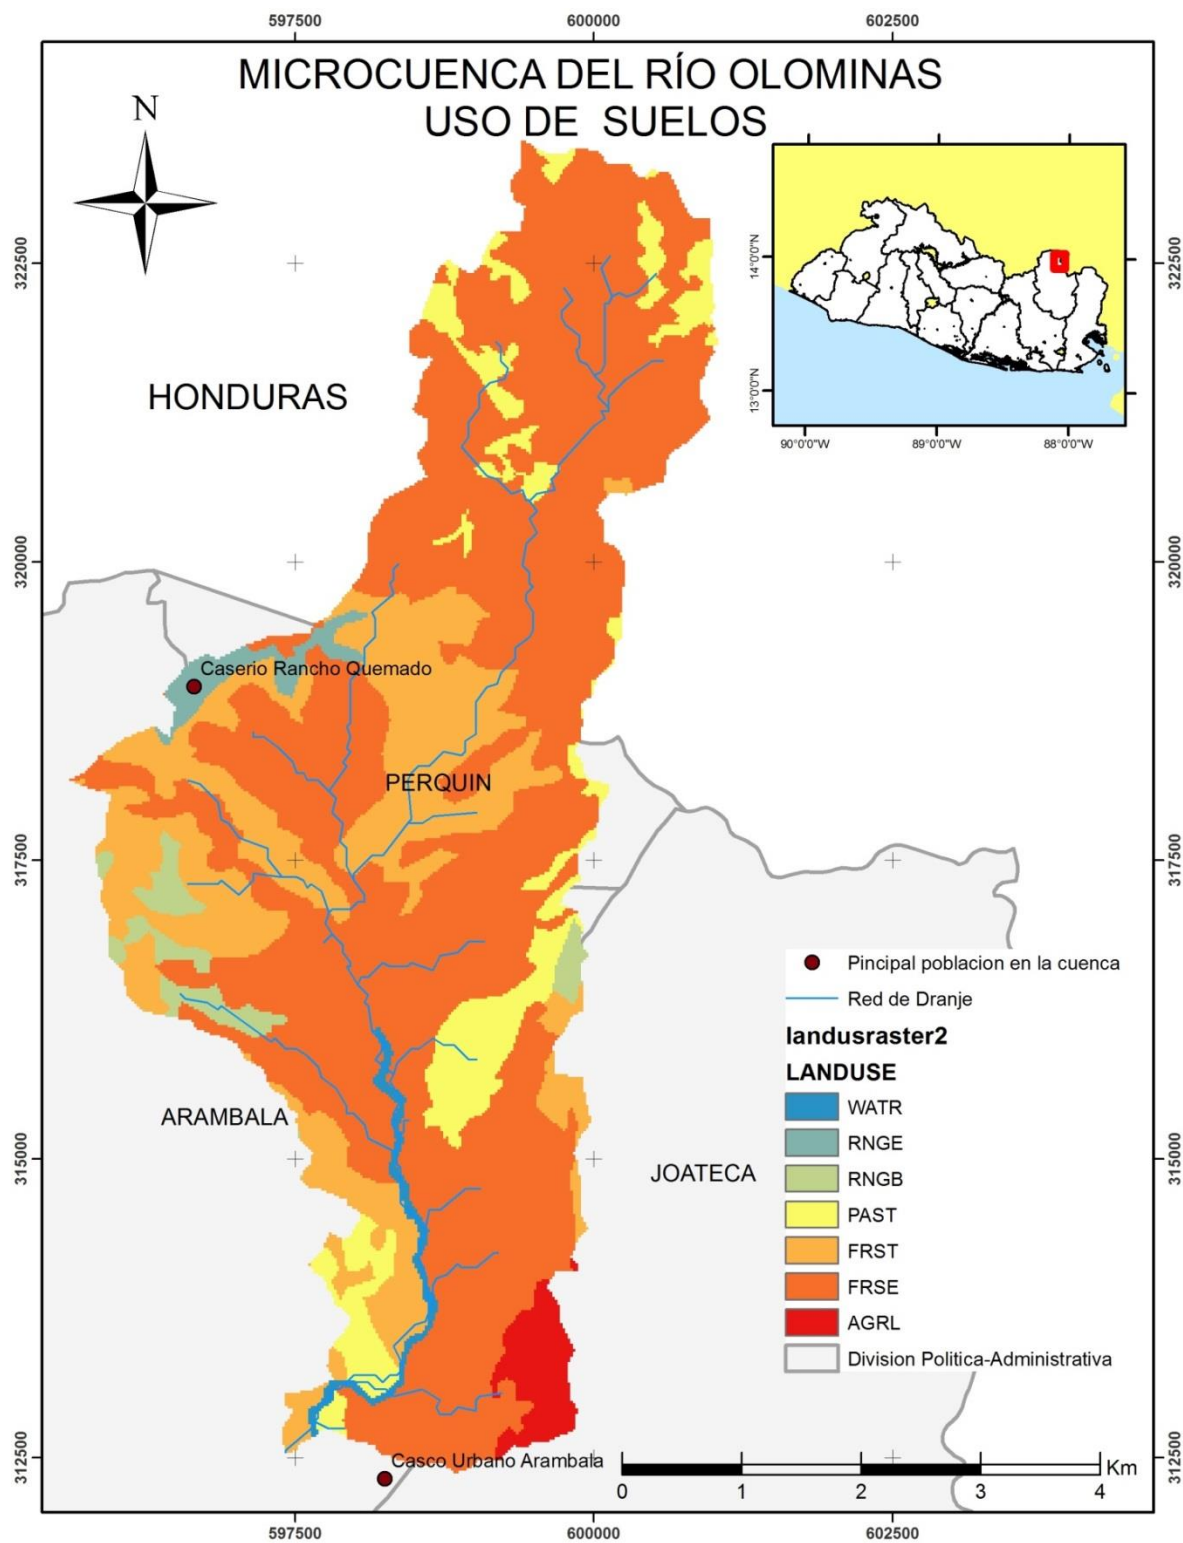 597500
600000
602500
MICROCUENCA DEL RÍO OLOMINAS
USO DE SUELOS
N
322500
322500
14°0'0"N
13°0'0"N
90°0'0"W
89°0'0"W
88°0'0"W
HONDURAS
320000
320000
Caserio Rancho Quemado
PERQUIN
317500
317500
Pincipal poblacion en la cuenca
Red de Dranje
landusraster2
LANDUSE
WATR
RNGE
RNGB
PAST
FRST
FRSE
AGRL
Division Politica-Administrativa
ARAMBALA
JOATECA
315000
315000
312500
312500
Casco Urbano Arambala
Km
0 1 2 3 4
597500
600000
602500